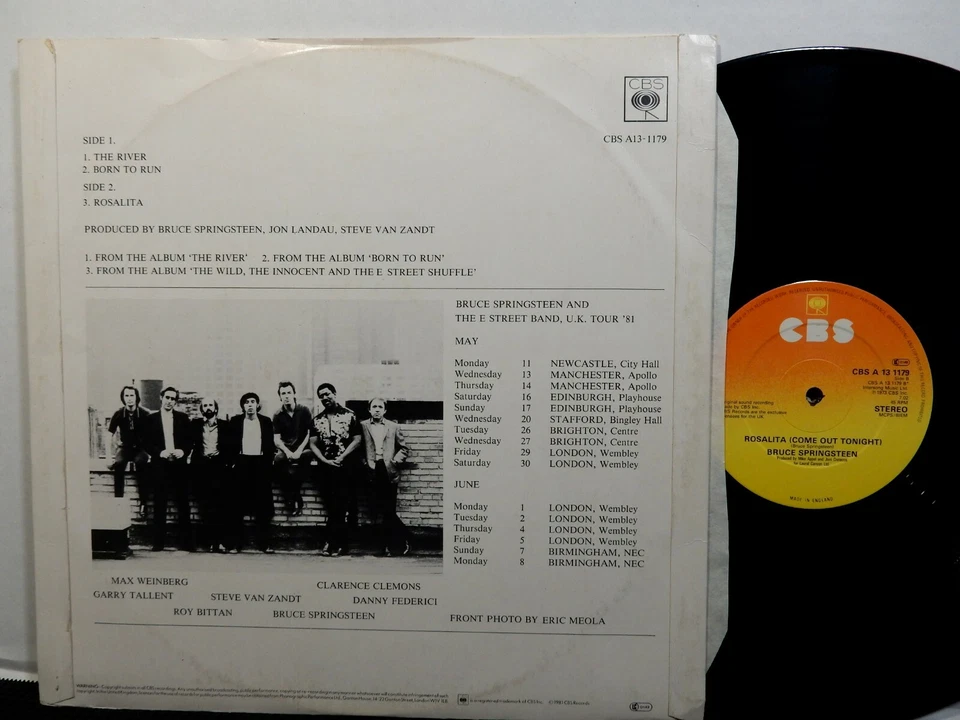 CBS
CBS A13-1179
SIDE 1.
1. THE RIVER
2. BORN TO RUN
SIDE 2.
3. ROSALITA
PRODUCED BY BRUCE SPRINGSTEEN, JON LANDAU, STEVE VAN ZANDT
1. FROM THE ALBUM 'THE RIVER' 2. FROM THE ALBUM 'BORN TO RUN'
3. FROM THE ALBUM 'THE WILD, THE INNOCENT AND THE E STREET SHUFFLE'
BRUCE SPRINGSTEEN AND
THE E STREET BAND, U.K. TOUR '81
MAY
Monday 11 NEWCASTLE, City Hall
Wednesday 13 MANCHESTER, Apollo
Thursday 14 MANCHESTER, Apollo
Saturday 16 EDINBURGH, Playhouse
Sunday 17 EDINBURGH, Playhouse
Wednesday 20 STAFFORD, Bingley Hall
Tuesday 26 BRIGHTON, Centre
Wednesday 27 BRIGHTON, Centre
Friday 29 LONDON, Wembley
Saturday 30 LONDON, Wembley
JUNE
Monday 1 LONDON, Wembley
Tuesday 2 LONDON, Wembley
Thursday 4 LONDON, Wembley
Friday 5 LONDON, Wembley
Sunday 7 BIRMINGHAM, NEC
Monday 8 BIRMINGHAM, NEC
MAX WEINBERG
CLARENCE CLEMONS
GARRY TALLENT
STEVE VAN ZANDT
DANNY FEDERICI
ROY BITTAN
BRUCE SPRINGSTEEN
FRONT PHOTO BY ERIC MEOLA
CBS
CBS A 13 1179
STEREO
ROSALITA (COME OUT TONIGHT)
(Bruce Springsteen)
BRUCE SPRINGSTEEN
MADE IN ENGLAND